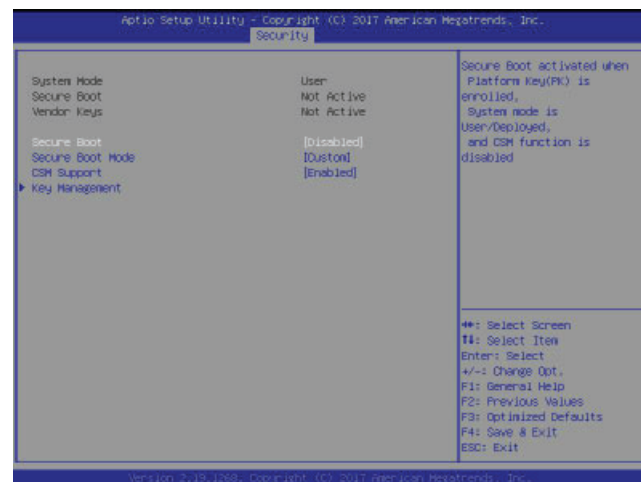 Aptio Setup Utility - Copyright (C) 2017 American Megatrends, Inc.
Security
System Mode User
Secure Boot Not Active
Vendor Keys Not Active
Secure Boot [Disabled]
Secure Boot Mode [Custom]
CSM Support [Enabled]
Key Management
Secure Boot activated when
Platform Key(PK) is
enrolled,
System mode is
User/Deployed,
and CSM function is
disabled
: Select Screen
: Select Item
Enter: Select
+/-: Change Opt.
F1: General Help
F2: Previous Values
F3: Optimized Defaults
F4: Save & Exit
ESC: Exit
Version 2.19.1268. Copyright (C) 2017 American Megatrends, Inc.